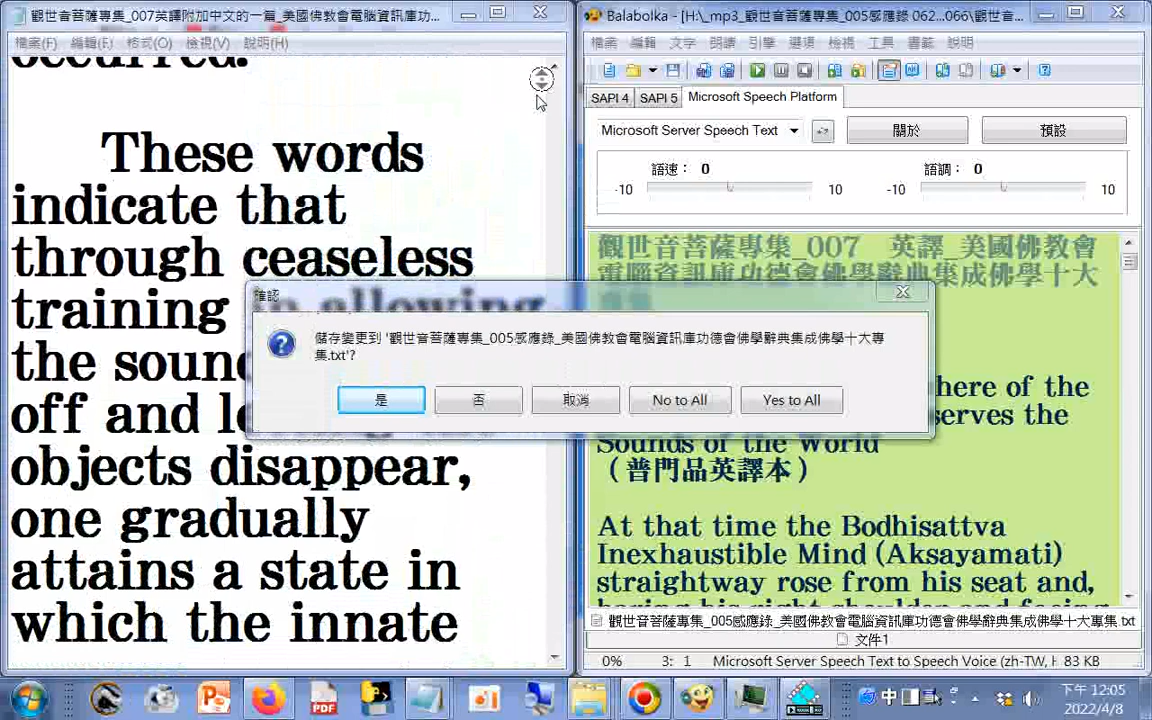 觀世音菩薩專集_007英譯附加中文的一篇_美國佛教會電腦資訊庫功...
檔案(F) 編輯(E) 格式(O) 檢視(V) 說明(H)
occurred.
These words
indicate that
through ceaseless
training in allowing
the soun
off and
objects disappear,
one gradually
attains a state in
which the innate
Balabolka - [H:\_mp3_觀世音菩薩專集_005感應錄 062...066\觀世音...
檔案 編輯 文字 朗讀 引擎 選項 檢視 工具 書籤 說明
SAPI 4 SAPI 5 Microsoft Speech Platform
Microsoft Server Speech Text
關於
預設
語速： 0
語調： 0
-10 10 -10 10
觀世音菩薩專集_007 英譯_美國佛教會
電腦資訊庫功德會佛學辭典集成佛學十大
here of the
serves the
Sounds of the World
（普門品英譯本）
At that time the Bodhisattva
Inexhaustible Mind (Aksayamati)
straightway rose from his seat and,
baring his right shoulder and facing
觀世音菩薩專集_005感應錄_美國佛教會電腦資訊庫功德會佛學辭典集成佛學十大專集.txt
文件1
0% 3: 1 Microsoft Server Speech Text to Speech Voice (zh-TW, H 83 KB
確認
儲存變更到 '觀世音菩薩專集_005感應錄_美國佛教會電腦資訊庫功德會佛學辭典集成佛學十大專
集.txt'?
是 否 取消 No to All Yes to All
中
下午 12:05
2022/4/8